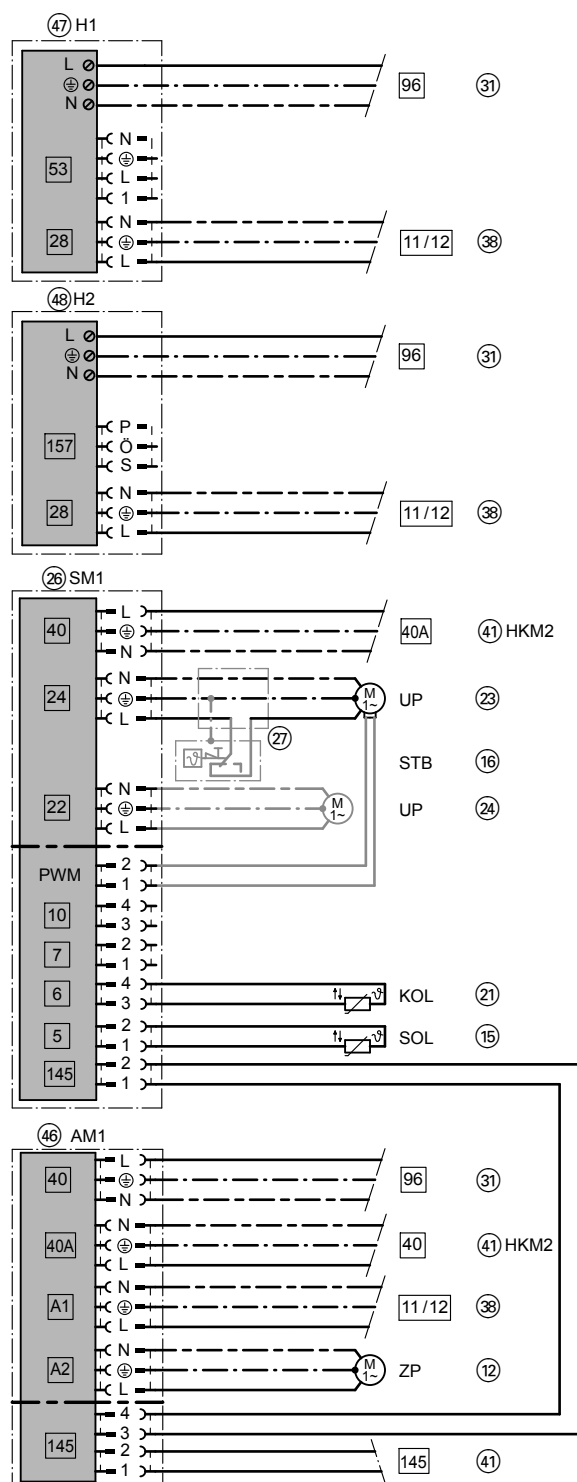 47 H1
L
96 31
N
N
53
L
1
N
28 11/12 38
L
48 H2
L
96 31
N
P
157 Ö
S
N
28 11/12 38
L
26 SM1
L
40 40A 41 HKM2
N
N
24 M 1~ UP 23
L
27
ϑ STB 16
N
22 M 1~ UP 24
L
2
PWM
1
4
10
3
2
7
1
4
6 ϑ KOL 21
3
2
5 ϑ SOL 15
1
2
145
1
46 AM1
L
40 96 31
N
N
40A 40 41 HKM2
L
N
A1 11/12 38
L
N
A2 M 1~ ZP 12
L
4
3
145
2
145 41
1